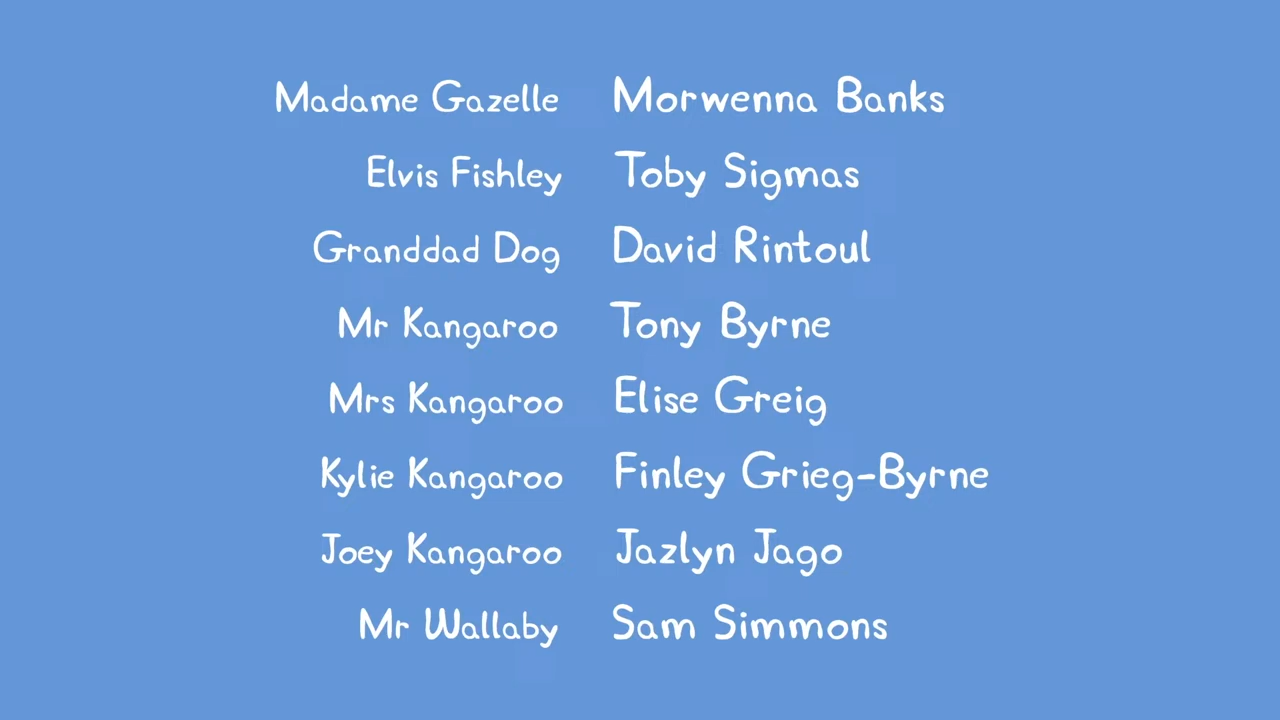 Madame Gazelle Morwenna Banks
Elvis Fishley Toby Sigmas
Granddad Dog David Rintoul
Mr Kangaroo Tony Byrne
Mrs Kangaroo Elise Greig
Kylie Kangaroo Finley Grieg-Byrne
Joey Kangaroo Jazlyn Jago
Mr Wallaby Sam Simmons